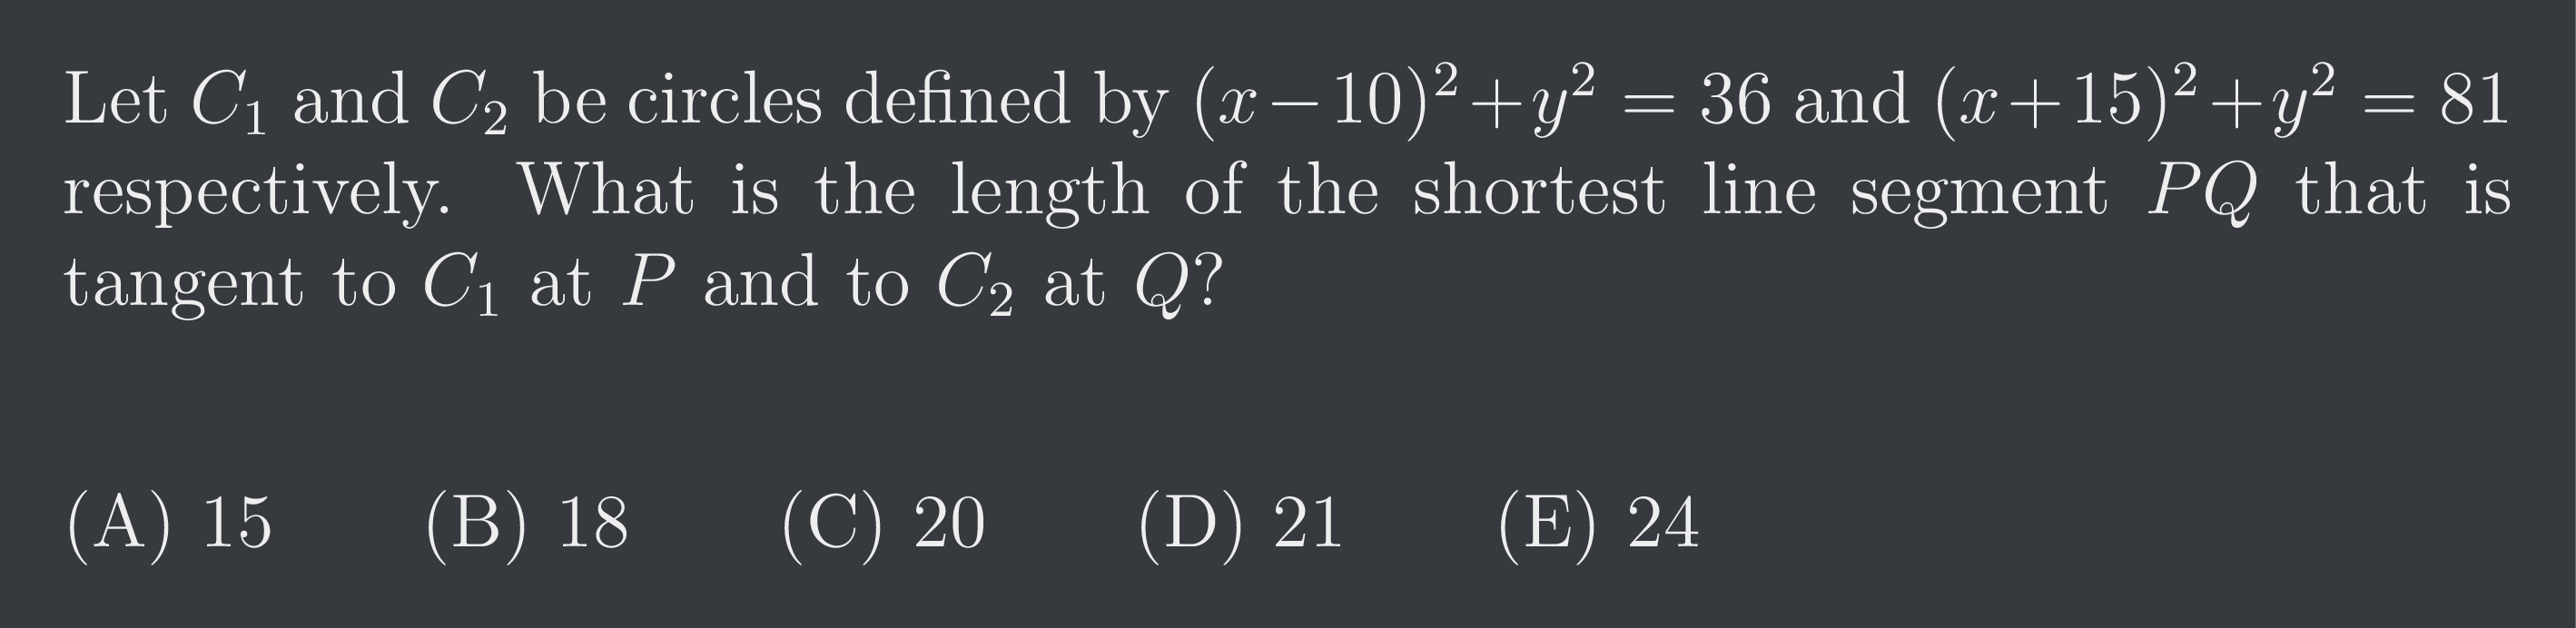 Let C₁ and C₂ be circles defined by (x−10)²+y² = 36 and (x+15)²+y² = 81
respectively. What is the length of the shortest line segment PQ that is
tangent to C₁ at P and to C₂ at Q?
(A) 15 (B) 18 (C) 20 (D) 21 (E) 24